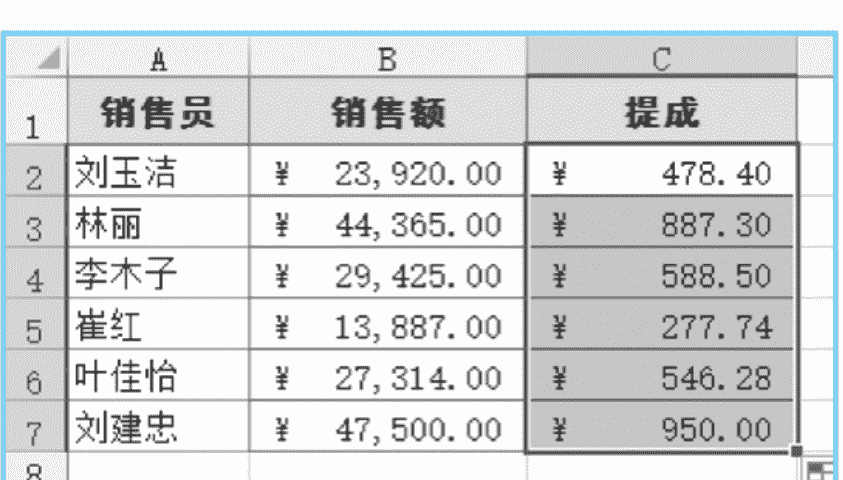 A B C
1 销售员 销售额 提成
2 刘玉洁 ¥ 23,920.00 ¥ 478.40
3 林丽 ¥ 44,365.00 ¥ 887.30
4 李木子 ¥ 29,425.00 ¥ 588.50
5 崔红 ¥ 13,887.00 ¥ 277.74
6 叶佳怡 ¥ 27,314.00 ¥ 546.28
7 刘建忠 ¥ 47,500.00 ¥ 950.00
8